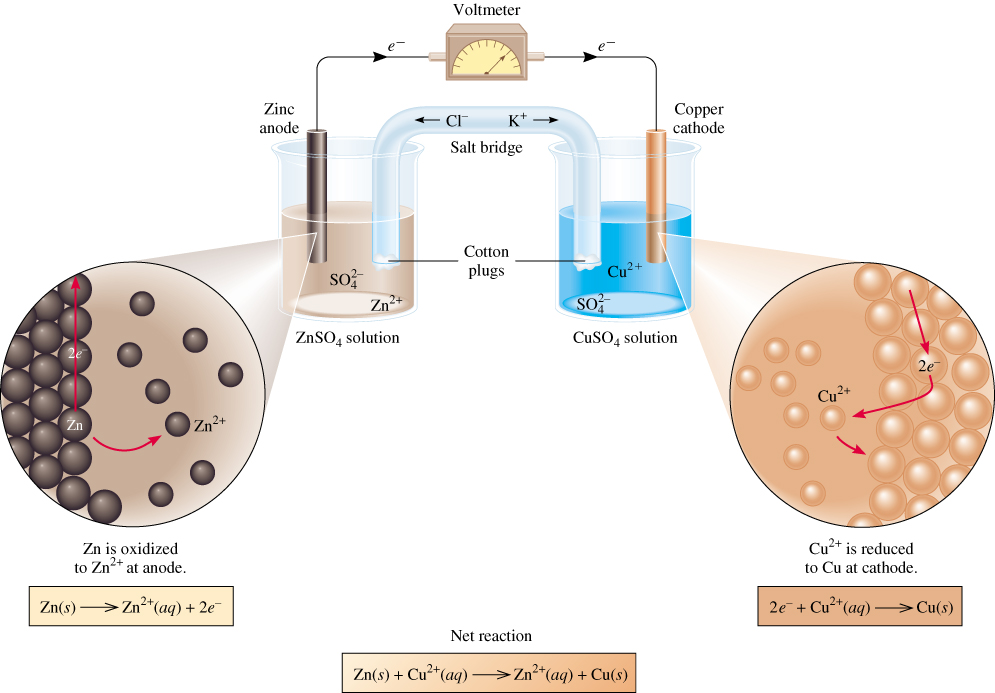 Voltmeter
e⁻
e⁻
Zinc
anode
Copper
cathode
Cl⁻
K⁺
Salt bridge
Cotton
plugs
SO₄²⁻
Zn²⁺
Cu²⁺
SO₄²⁻
ZnSO₄ solution
CuSO₄ solution
2e⁻
Zn
Zn²⁺
2e⁻
Cu²⁺
Zn is oxidized
to Zn²⁺ at anode.
Zn(s) ⟶ Zn²⁺(aq) + 2e⁻
Cu²⁺ is reduced
to Cu at cathode.
2e⁻ + Cu²⁺(aq) ⟶ Cu(s)
Net reaction
Zn(s) + Cu²⁺(aq) ⟶ Zn²⁺(aq) + Cu(s)